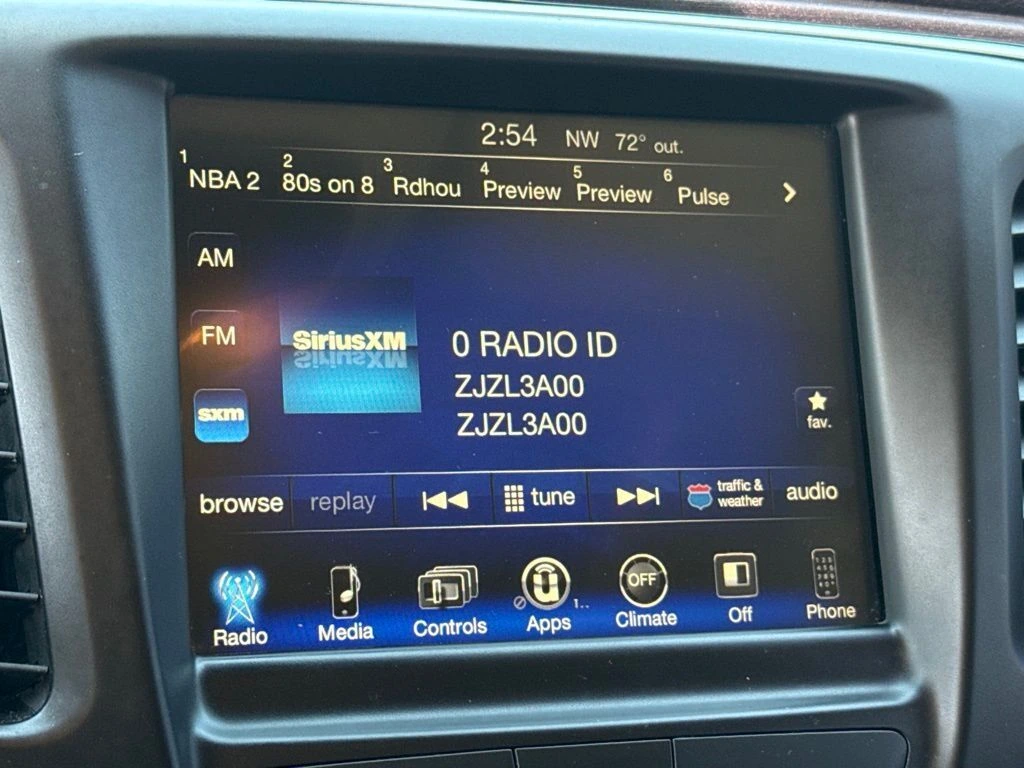 2:54 NW 72° out.
1 NBA 2 2 80s on 8 3 Rdhou 4 Preview 5 Preview 6 Pulse
AM
FM
SiriusXM
0 RADIO ID
ZJZL3A00
ZJZL3A00
sxm
fav.
browse replay tune traffic & weather audio
OFF
1..
Radio Media Controls Apps Climate Off Phone